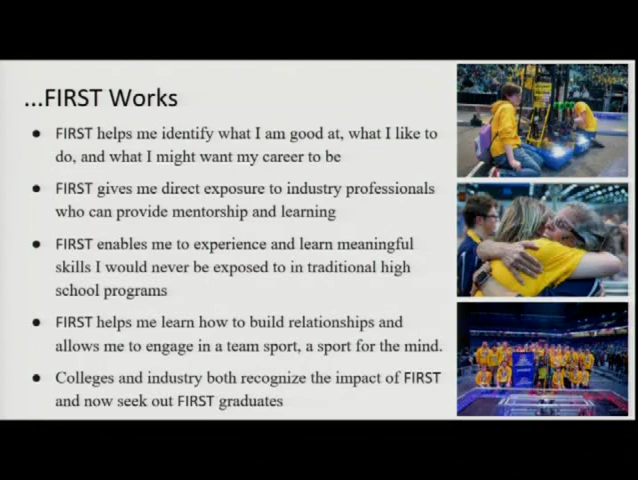 ...FIRST Works
● FIRST helps me identify what I am good at, what I like to
do, and what I might want my career to be
● FIRST gives me direct exposure to industry professionals
who can provide mentorship and learning
● FIRST enables me to experience and learn meaningful
skills I would never be exposed to in traditional high
school programs
● FIRST helps me learn how to build relationships and
allows me to engage in a team sport, a sport for the mind.
● Colleges and industry both recognize the impact of FIRST
and now seek out FIRST graduates